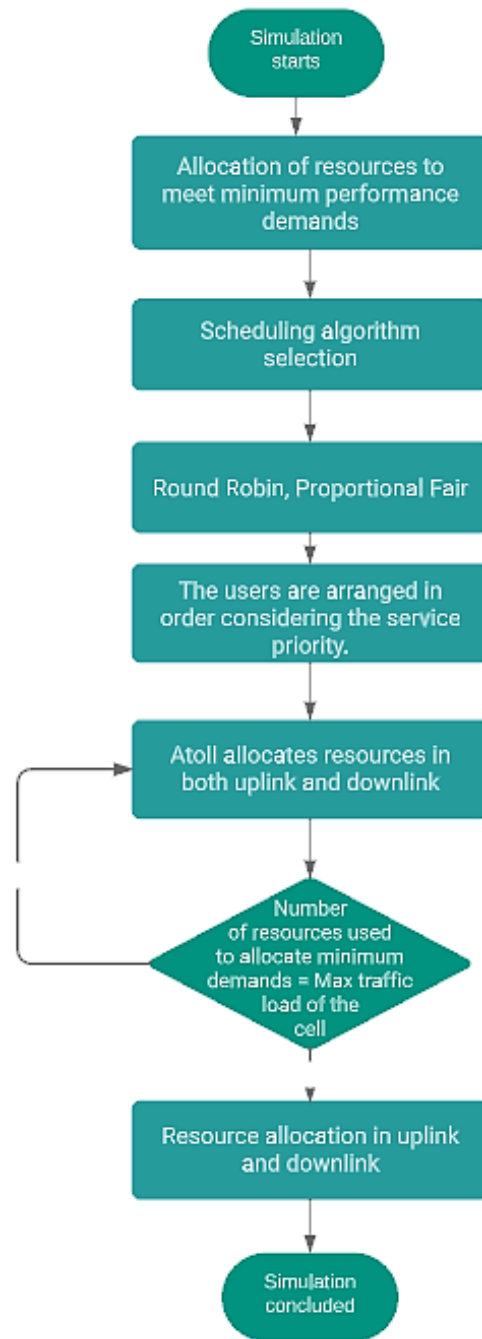 Simulation
starts
Allocation of resources to
meet minimum performance
demands
Scheduling algorithm
selection
Round Robin, Proportional Fair
The users are arranged in
order considering the service
priority.
Atoll allocates resources in
both uplink and downlink
Number
of resources used
to allocate minimum
demands = Max traffic
load of the
cell
Resource allocation in uplink
and downlink
Simulation
concluded